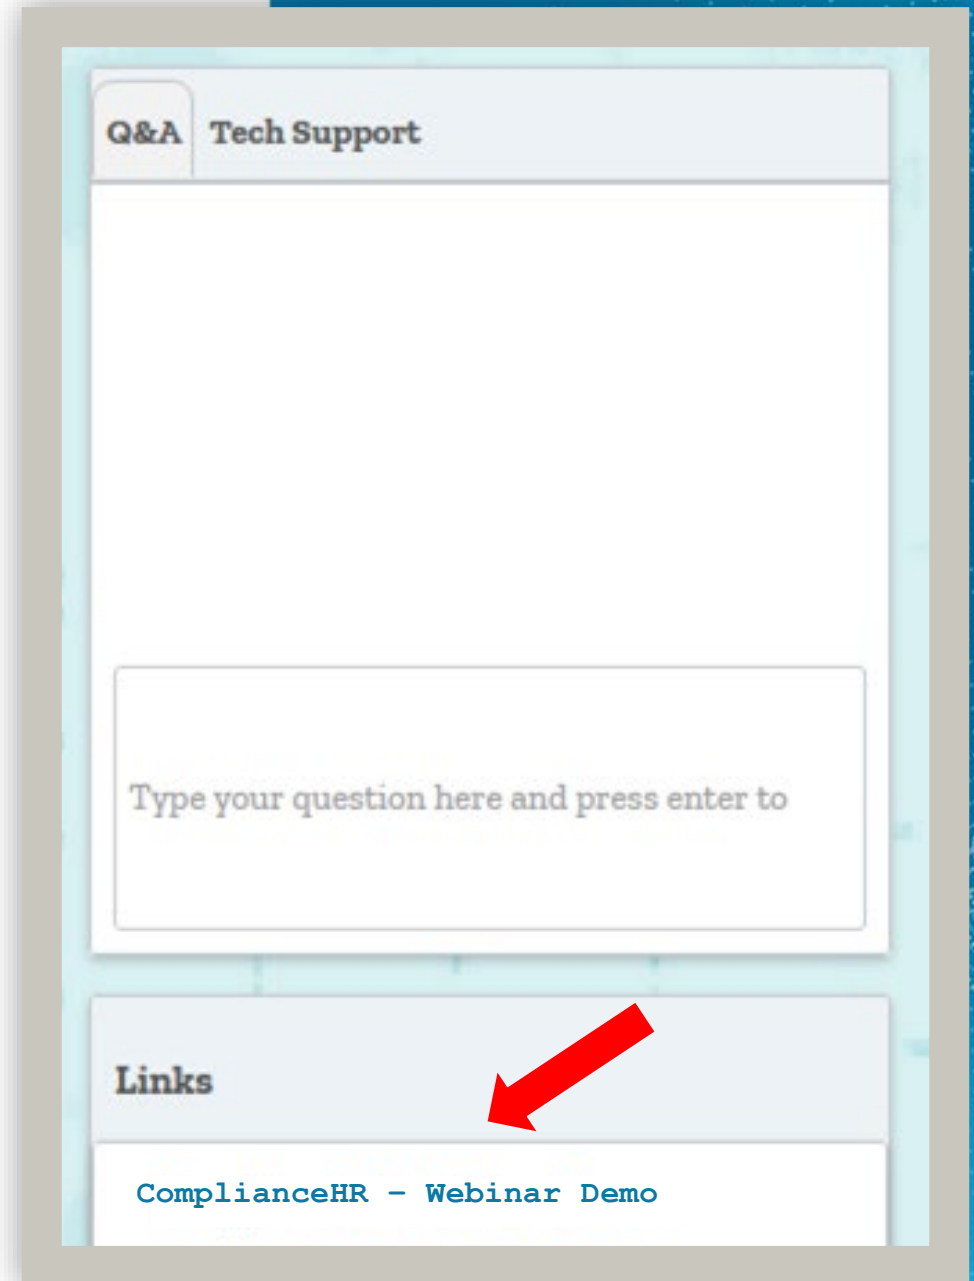 Q&A Tech Support
Type your question here and press enter to
Links
ComplianceHR – Webinar Demo